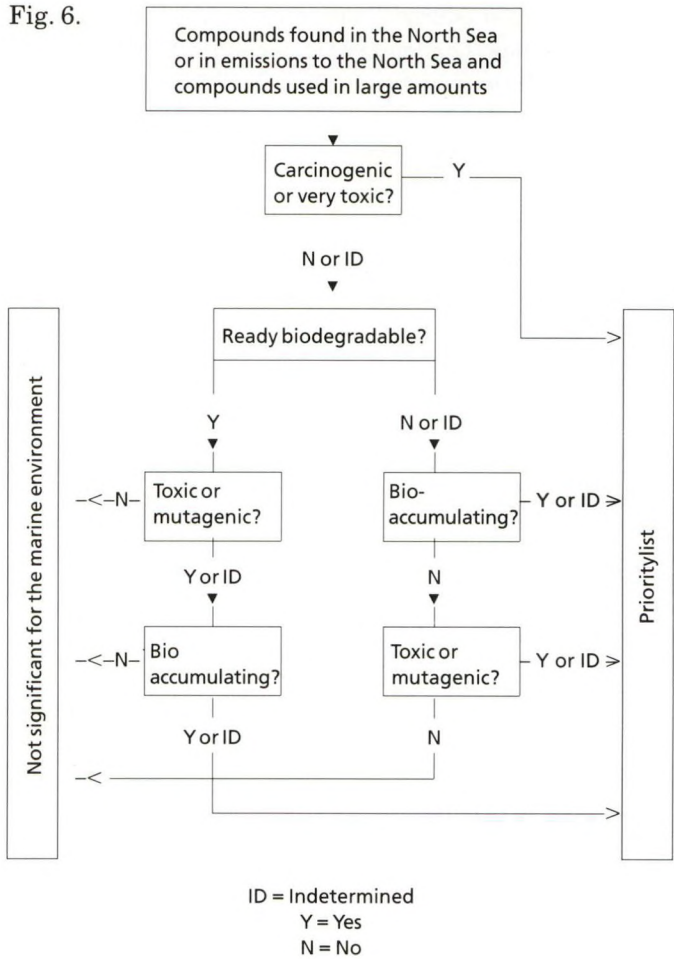 Fig. 6.
Compounds found in the North Sea
or in emissions to the North Sea and
compounds used in large amounts
Carcinogenic
or very toxic?
Y
N or ID
Ready biodegradable?
Y
N or ID
Toxic or
mutagenic?
N
Bio-
accumulating?
Y or ID
Y or ID
N
Bio
accumulating?
N
Toxic or
mutagenic?
Y or ID
Y or ID
N
Not significant for the marine environment
Prioritylist
ID = Indetermined
Y = Yes
N = No